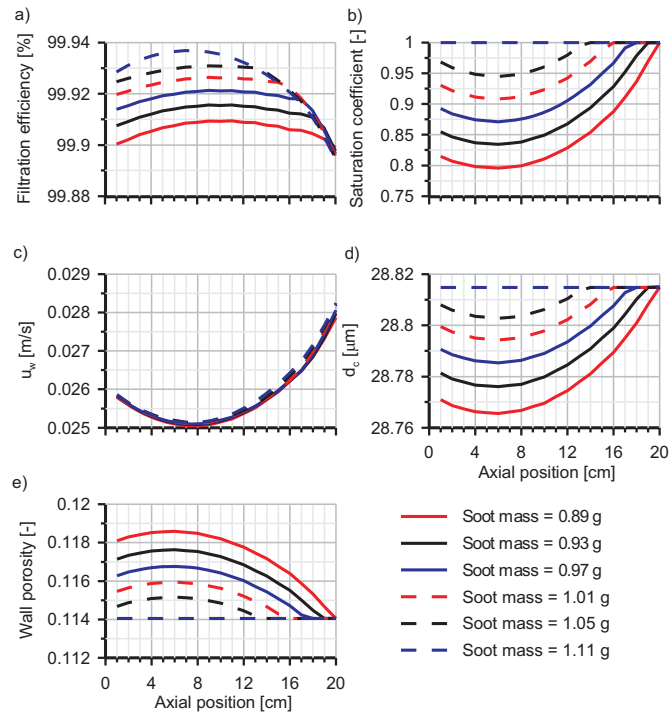 a)
Filtration efficiency [%]
99.94
99.92
99.9
99.88
b)
Saturation coefficient [-]
1
0.95
0.9
0.85
0.8
0.75
c)
u_w [m/s]
0.029
0.028
0.027
0.026
0.025
d)
d_c [µm]
28.82
28.8
28.78
28.76
0 4 8 12 16 20
Axial position [cm]
e)
Wall porosity [-]
0.12
0.118
0.116
0.114
0.112
0 4 8 12 16 20
Axial position [cm]
Soot mass = 0.89 g
Soot mass = 0.93 g
Soot mass = 0.97 g
Soot mass = 1.01 g
Soot mass = 1.05 g
Soot mass = 1.11 g